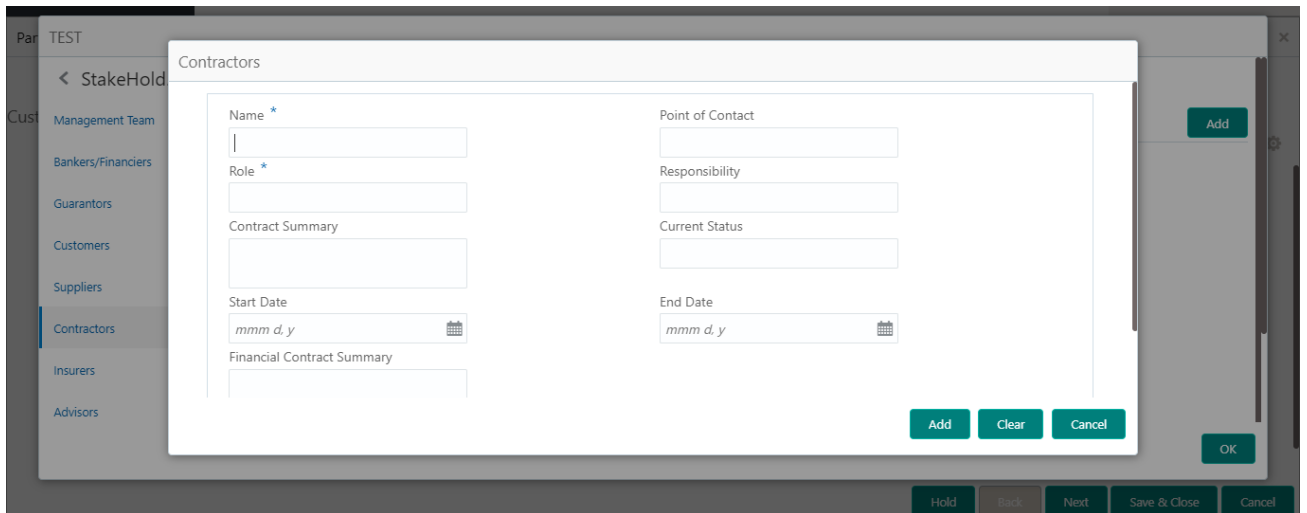 Par
TEST
StakeHold
Cust
Management Team
Bankers/Financiers
Guarantors
Customers
Suppliers
Contractors
Insurers
Advisors
Add
Contractors
Name *
Point of Contact
Role *
Responsibility
Contract Summary
Current Status
Start Date
End Date
mmm d, y
mmm d, y
Financial Contract Summary
Add Clear Cancel
OK
Hold Back Next Save & Close Cancel